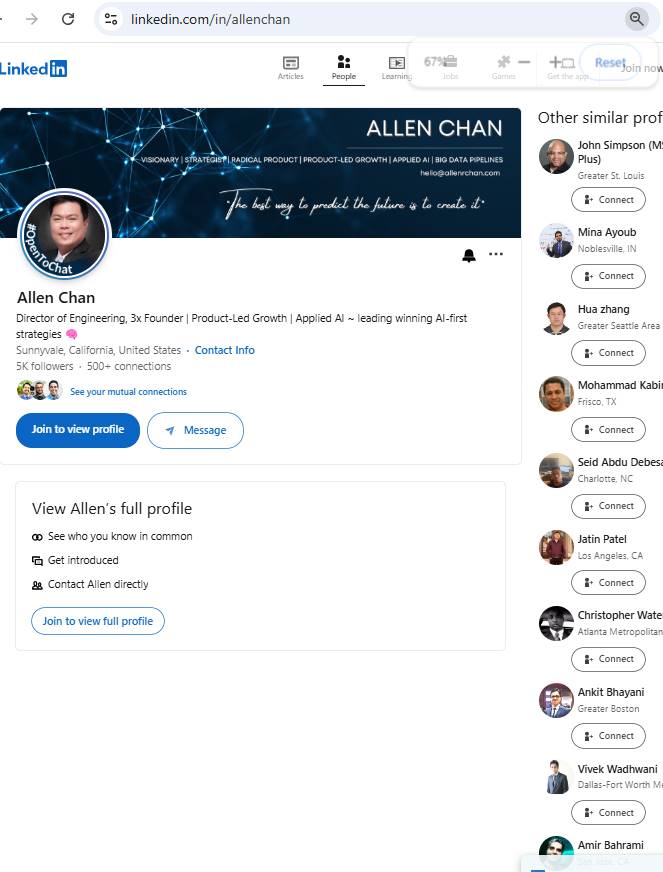 linkedin.com/in/allenchan
Linked in
Articles
People
Learning
Jobs
Games
Get the app
Join now
67%
Reset
ALLEN CHAN
VISIONARY | STRATEGIST | RADICAL PRODUCT | PRODUCT-LED GROWTH | APPLIED AI | BIG DATA PIPELINES
hello@allenrchan.com
"The best way to predict the future is to create it"
#OpenToChat
Allen Chan
Director of Engineering, 3x Founder | Product-Led Growth | Applied AI ~ leading winning AI-first
strategies 🧠
Sunnyvale, California, United States · Contact Info
5K followers · 500+ connections
See your mutual connections
Join to view profile
Message
View Allen's full profile
See who you know in common
Get introduced
Contact Allen directly
Join to view full profile
Other similar prof
John Simpson (MS
Plus)
Greater St. Louis
Connect
Mina Ayoub
Noblesville, IN
Connect
Hua zhang
Greater Seattle Area
Connect
Mohammad Kabir
Frisco, TX
Connect
Seid Abdu Debesa
Charlotte, NC
Connect
Jatin Patel
Los Angeles, CA
Connect
Christopher Wate
Atlanta Metropolitan
Connect
Ankit Bhayani
Greater Boston
Connect
Vivek Wadhwani
Dallas-Fort Worth Me
Connect
Amir Bahrami
San Jose, CA